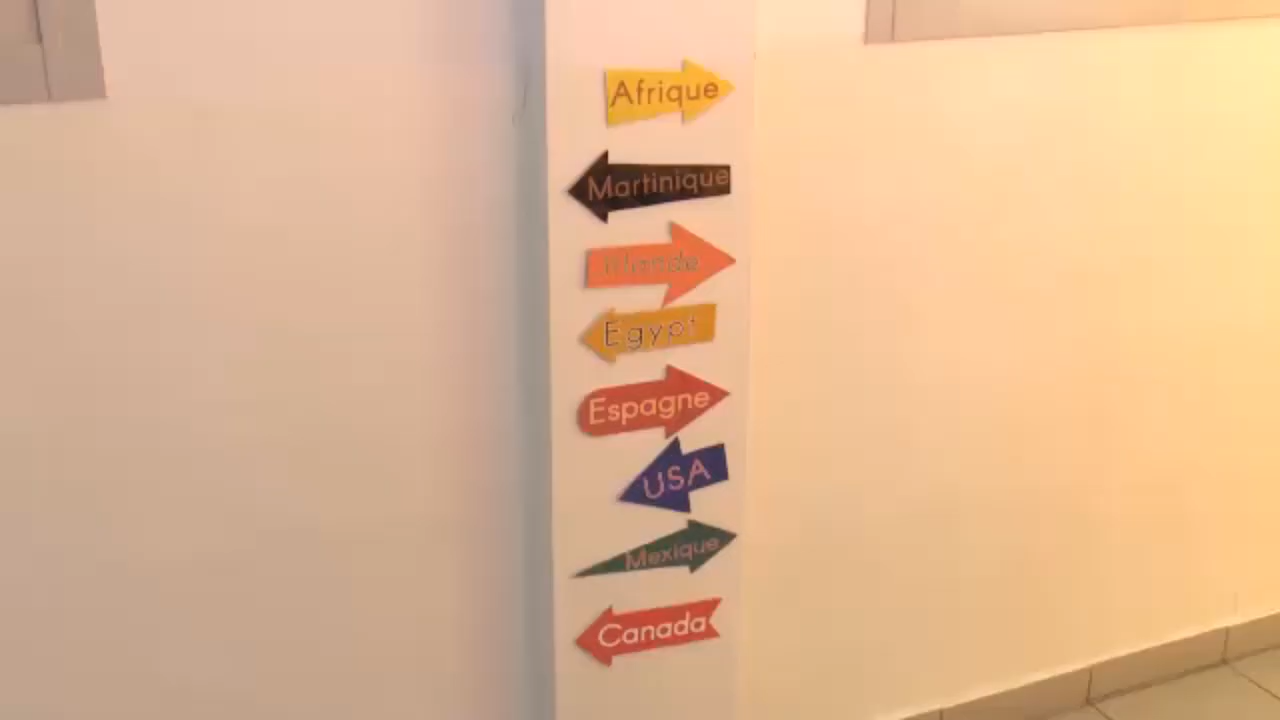 Afrique
Martinique
Irlande
Egypt
Espagne
USA
Mexique
Canada